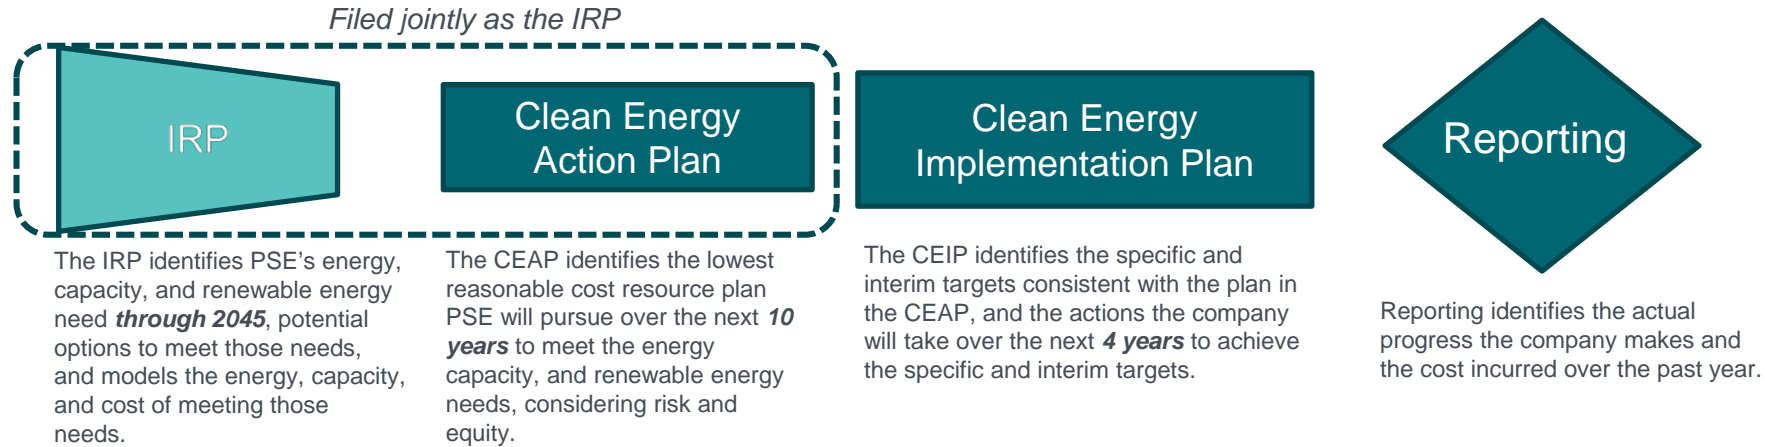 Filed jointly as the IRP
IRP
Clean Energy
Action Plan
Clean Energy
Implementation Plan
Reporting
The IRP identifies PSE’s energy,
capacity, and renewable energy
need through 2045, potential
options to meet those needs,
and models the energy, capacity,
and cost of meeting those
needs.
The CEAP identifies the lowest
reasonable cost resource plan
PSE will pursue over the next 10
years to meet the energy
capacity, and renewable energy
needs, considering risk and
equity.
The CEIP identifies the specific and
interim targets consistent with the plan in
the CEAP, and the actions the company
will take over the next 4 years to achieve
the specific and interim targets.
Reporting identifies the actual
progress the company makes and
the cost incurred over the past year.